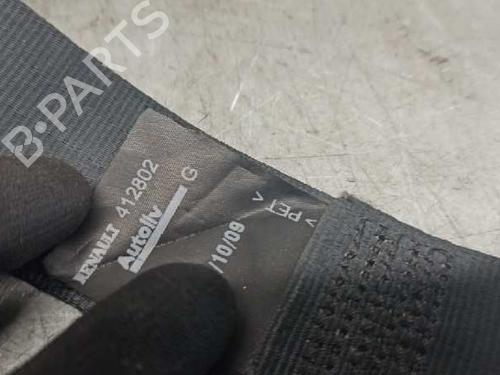 B-PARTS
RENAULT 412802
Autoliv G
/10/09
>PET<